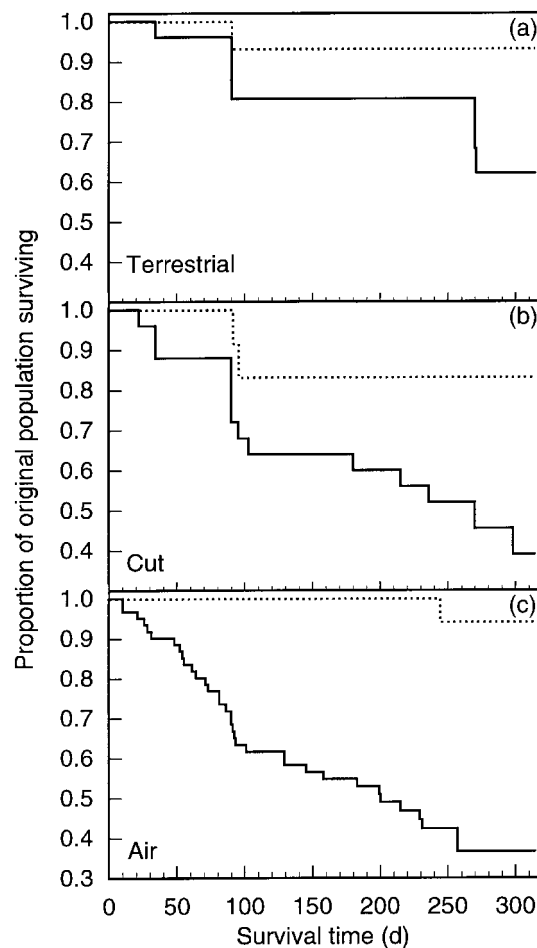 Proportion of original population surviving
(a)
1.0
0.9
0.8
0.7
0.6
0.5
0.4
Terrestrial
(b)
1.0
0.9
0.8
0.7
0.6
0.5
0.4
Cut
(c)
1.0
0.9
0.8
0.7
0.6
0.5
0.4
0.3
Air
0 50 100 150 200 250 300
Survival time (d)